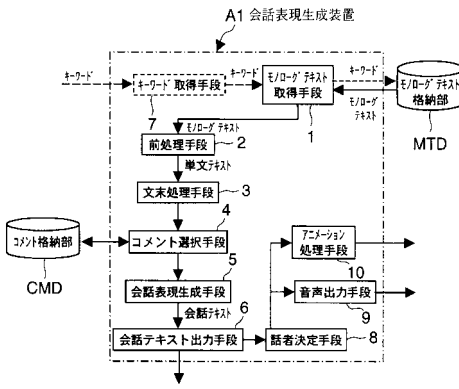 A1 会話表現生成装置
キーワード
キーワード取得手段
7
キーワード
モノローグテキスト
取得手段
1
キーワード
モノローグ
テキスト
モノローグテキスト
格納部
MTD
モノローグテキスト
前処理手段
2
単文テキスト
文末処理手段
3
コメント格納部
CMD
コメント選択手段
4
会話表現生成手段
5
会話テキスト
会話テキスト出力手段
6
アニメーション
処理手段
10
音声出力手段
9
話者決定手段
8